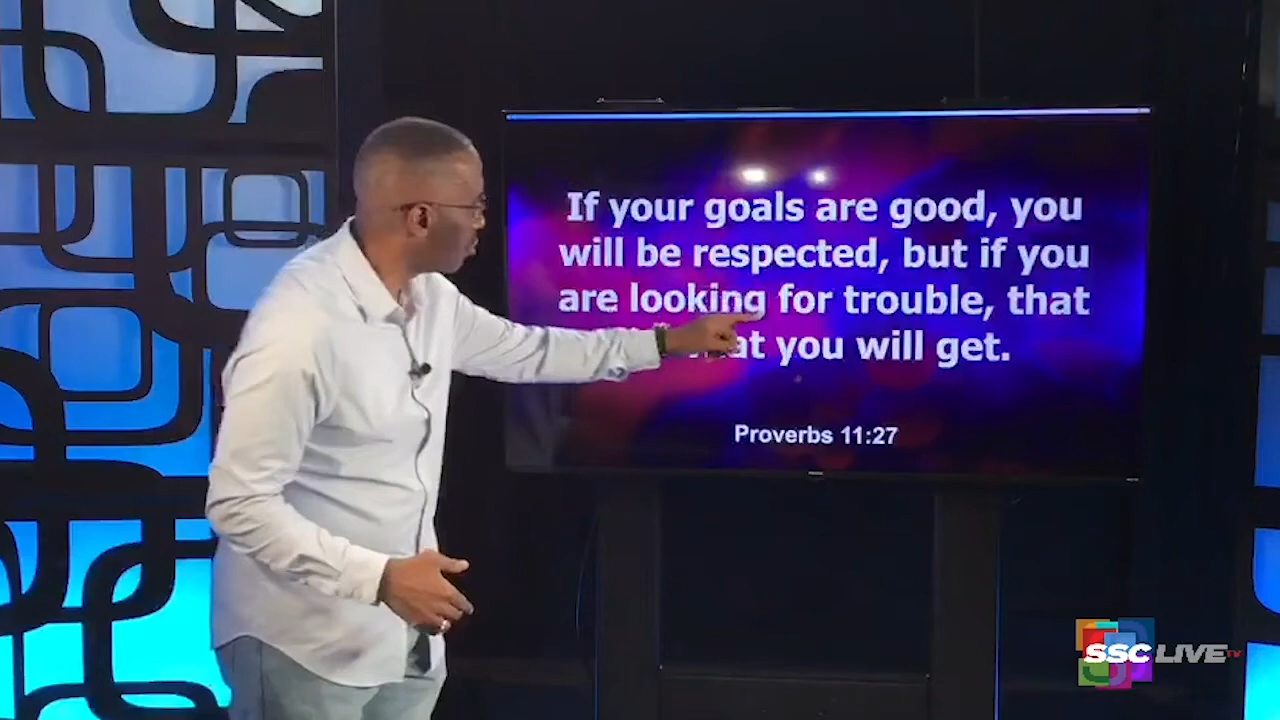 If your goals are good, you
will be respected, but if you
are looking for trouble, that
you will get.
Proverbs 11:27
SSC LIVE TV